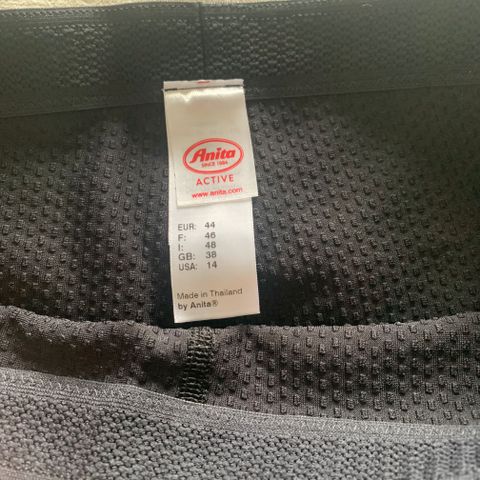 Anita
SINCE 1886
ACTIVE
www.anita.com
EUR: 44
F: 46
I: 48
GB: 38
USA: 14
Made in Thailand
by Anita®